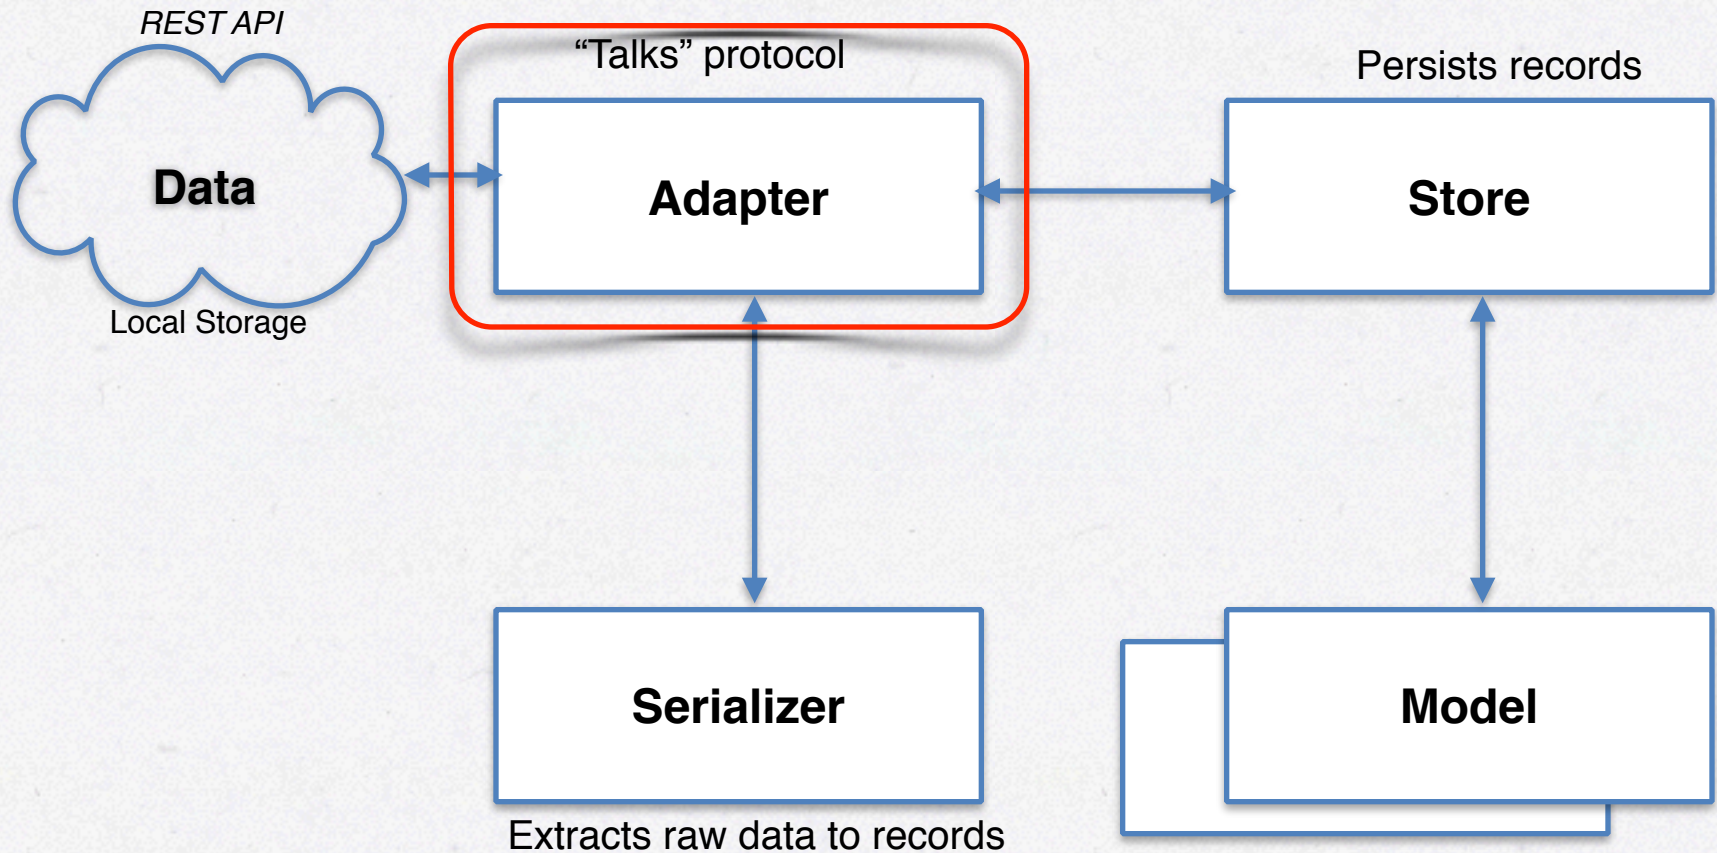 REST API
Data
Local Storage
“Talks” protocol
Adapter
Persists records
Store
Serializer
Extracts raw data to records
Model